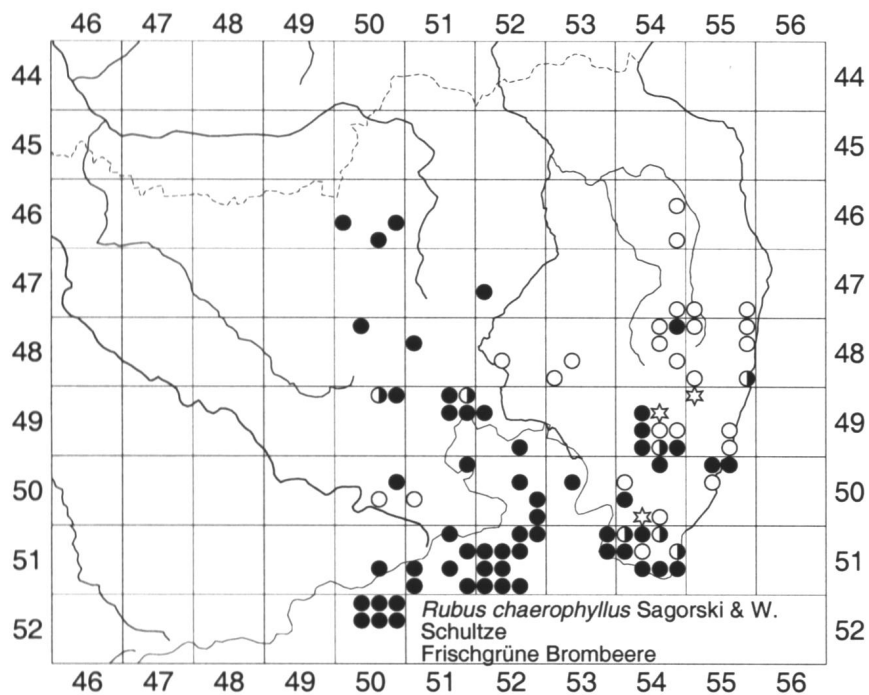 46 47 48 49 50 51 52 53 54 55 56
44 44
45 45
46 46
47 47
48 48
49 49
50 50
51 51
Rubus chaerophyllus Sagorski & W.
52 Schultze 52
Frischgrüne Brombeere
46 47 48 49 50 51 52 53 54 55 56